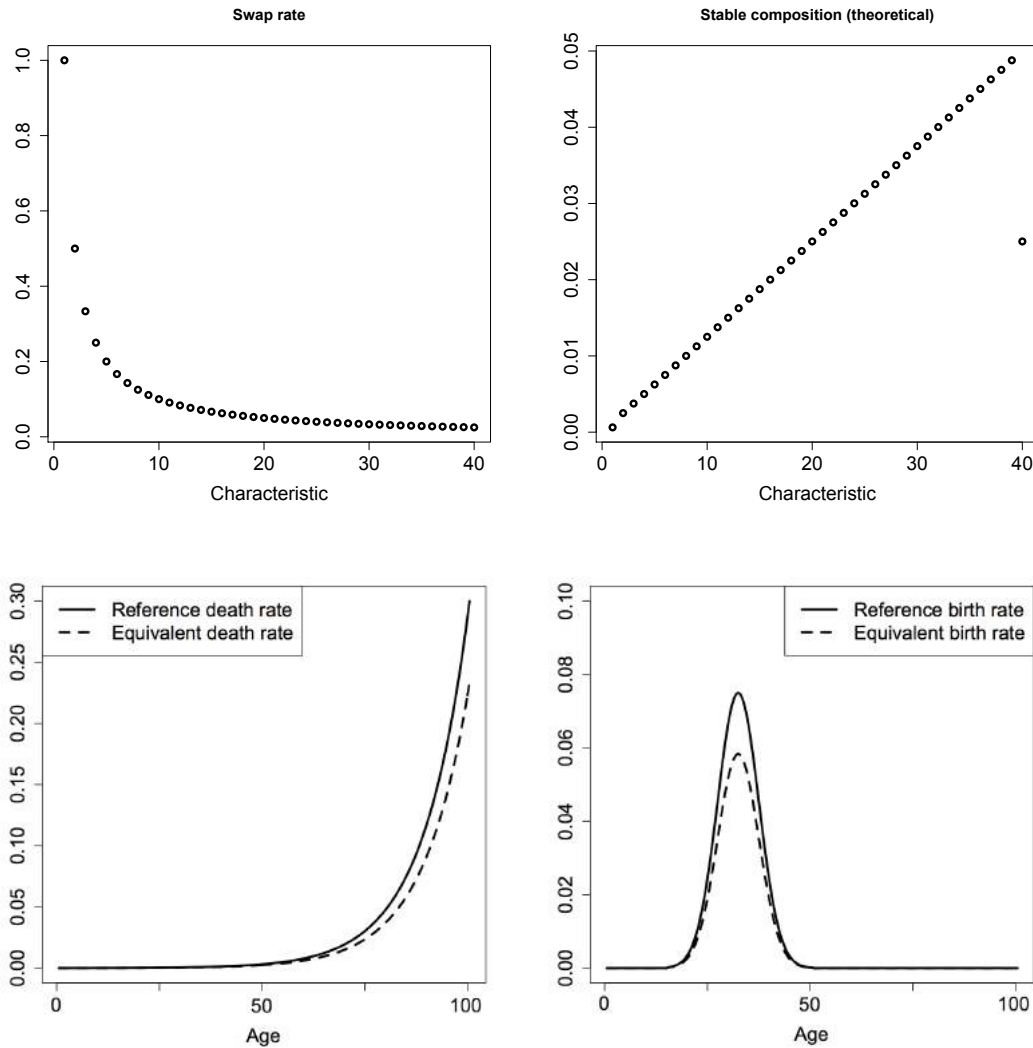 Swap rate
1.0
0.8
0.6
0.4
0.2
0.0
0 10 20 30 40
Characteristic
Stable composition (theoretical)
0.05
0.04
0.03
0.02
0.01
0.00
0 10 20 30 40
Characteristic
Reference death rate
Equivalent death rate
0.30
0.25
0.20
0.15
0.10
0.05
0.00
0 50 100
Age
Reference birth rate
Equivalent birth rate
0.10
0.08
0.06
0.04
0.02
0.00
0 50 100
Age